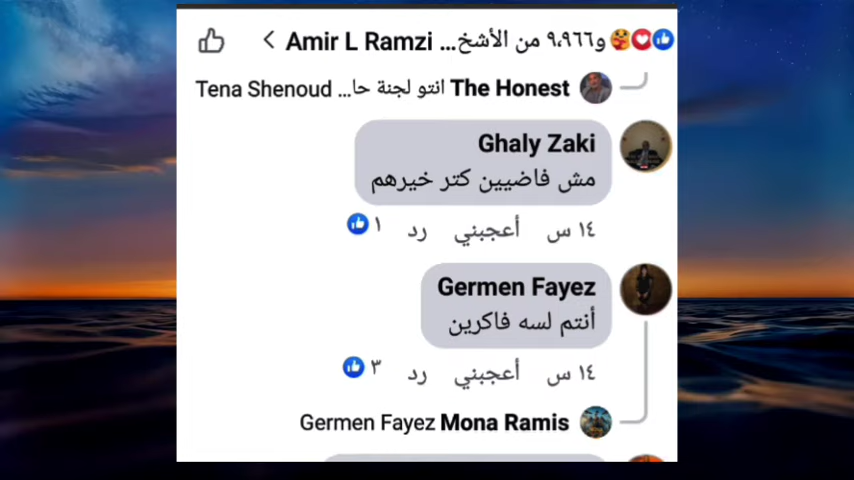 Amir L Ramzi و٩٬٩٦٦ من الأشخ...
The Honest انتو لجنة حا... Tena Shenoud
Ghaly Zaki
مش فاضيين كتر خيرهم
١٤ س أعجبني رد ١
Germen Fayez
أنتم لسه فاكرين
١٤ س أعجبني رد ٣
Mona Ramis Germen Fayez